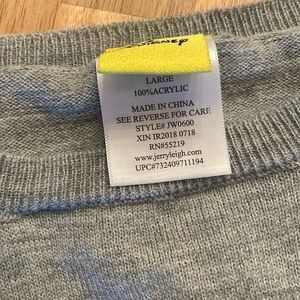 LARGE
100%ACRYLIC
MADE IN CHINA
SEE REVERSE FOR CARE
STYLE# JW0600
XIN IR2018 0718
RN#55219
www.jerryleigh.com
UPC#732409711194